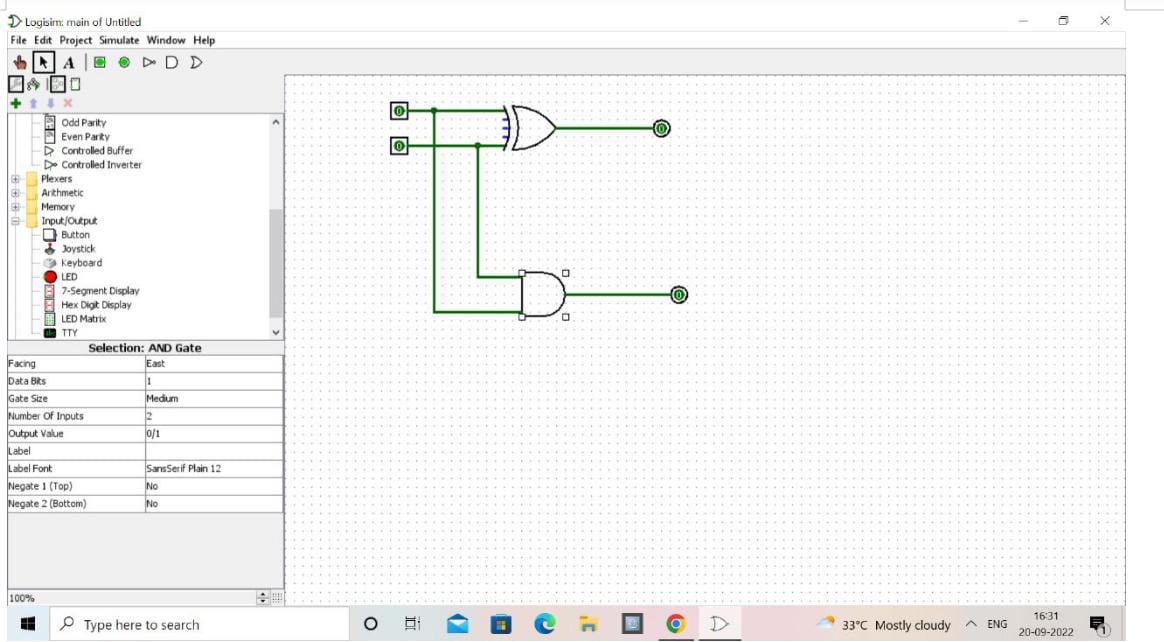 Logisim: main of Untitled
File Edit Project Simulate Window Help
A
Odd Parity
Even Parity
Controlled Buffer
Controlled Inverter
Plexers
Arithmetic
Memory
Input/Output
Button
Joystick
Keyboard
LED
7-Segment Display
Hex Digit Display
LED Matrix
TTY
Selection: AND Gate
Facing East
Data Bits 1
Gate Size Medium
Number Of Inputs 2
Output Value 0/1
Label
Label Font SansSerif Plain 12
Negate 1 (Top) No
Negate 2 (Bottom) No
100%
0
0
0
0
Type here to search
33°C Mostly cloudy
ENG
16:31
20-09-2022
1